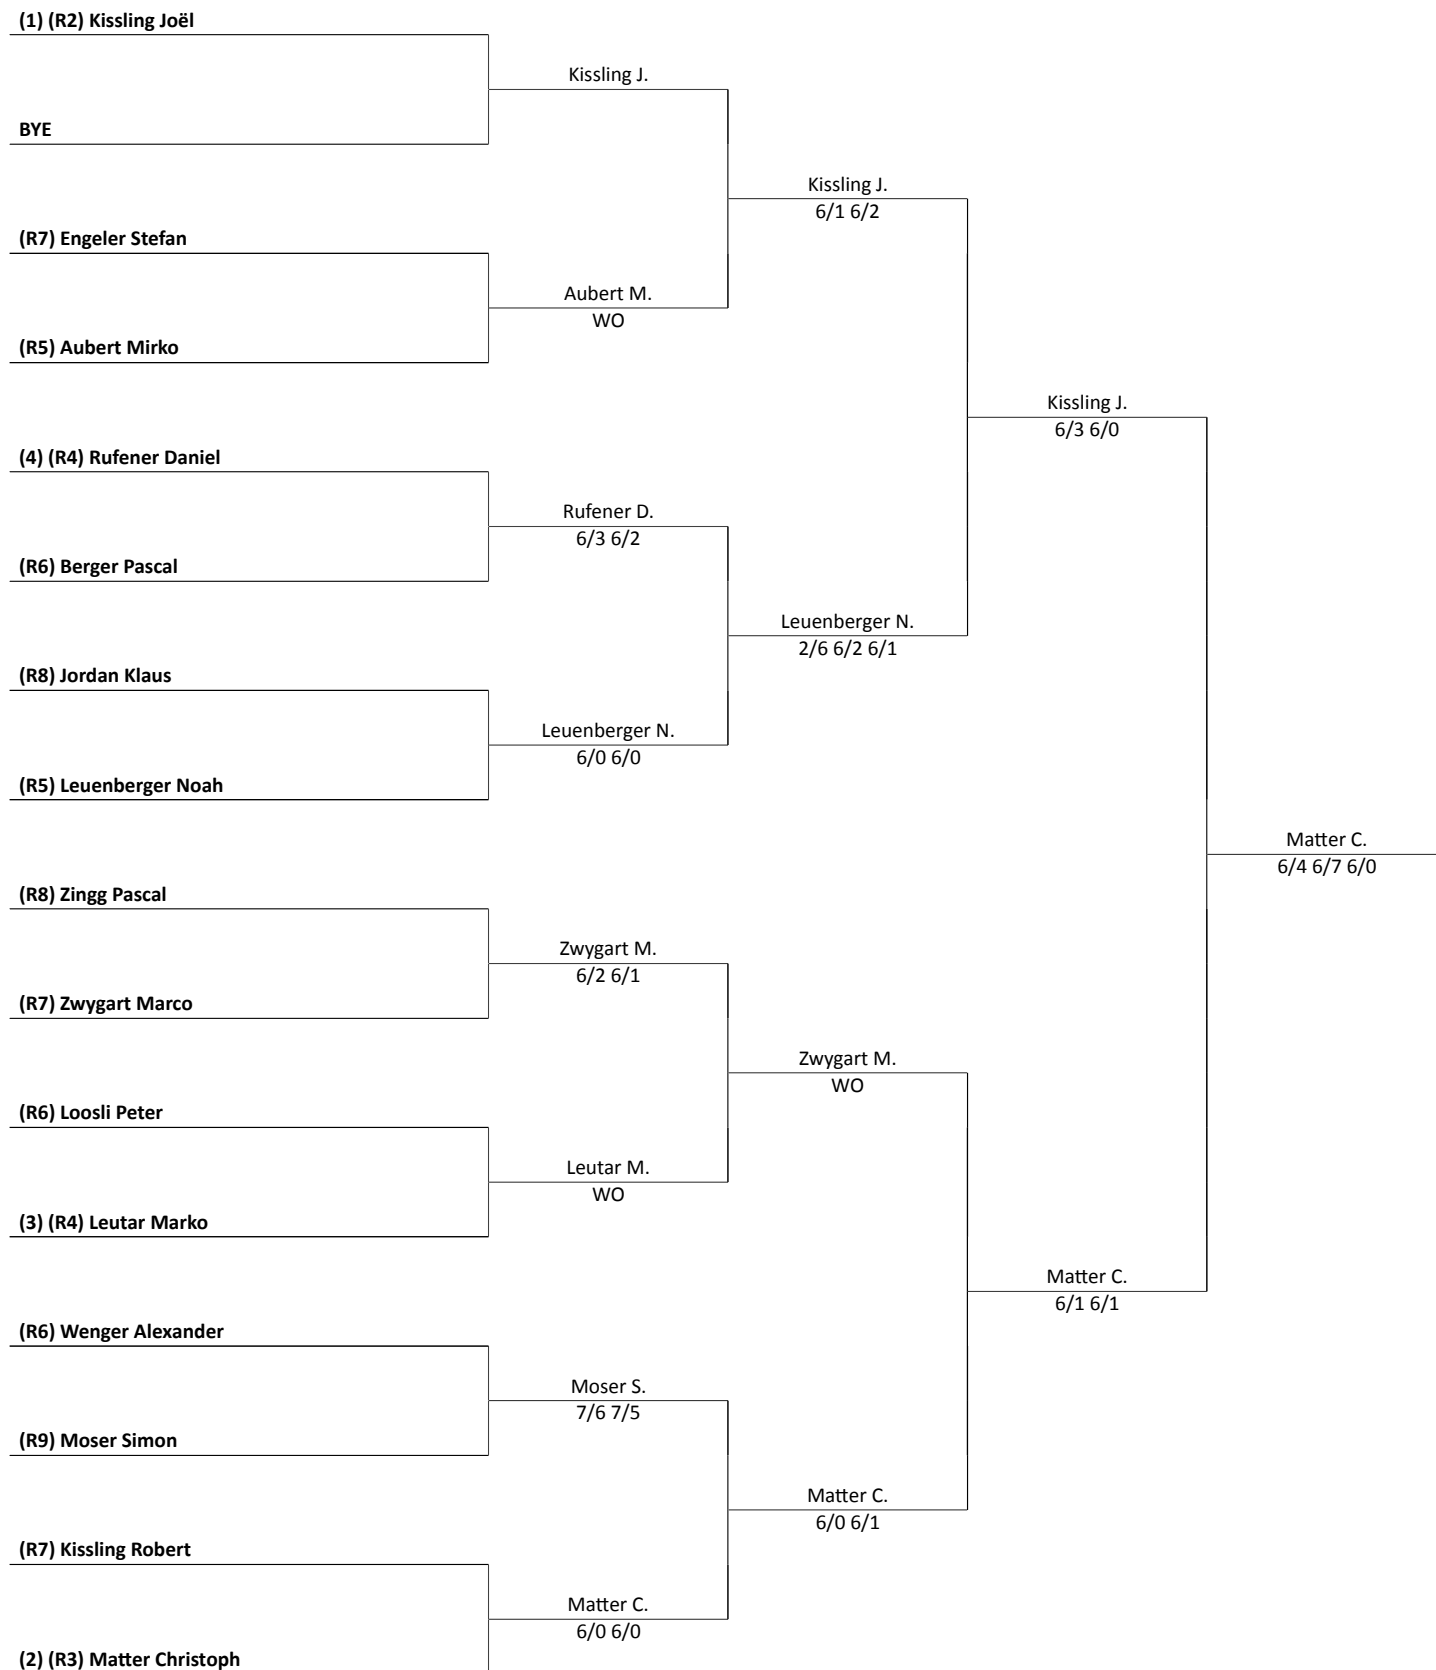 (1) (R2) Kissling Joël
Kissling J.
BYE
Kissling J.
6/1 6/2
(R7) Engeler Stefan
Aubert M.
WO
(R5) Aubert Mirko
Kissling J.
6/3 6/0
(4) (R4) Rufener Daniel
Rufener D.
6/3 6/2
(R6) Berger Pascal
Leuenberger N.
2/6 6/2 6/1
(R8) Jordan Klaus
Leuenberger N.
6/0 6/0
(R5) Leuenberger Noah
Matter C.
6/4 6/7 6/0
(R8) Zingg Pascal
Zwygart M.
6/2 6/1
(R7) Zwygart Marco
Zwygart M.
WO
(R6) Loosli Peter
Leutar M.
WO
(3) (R4) Leutar Marko
Matter C.
6/1 6/1
(R6) Wenger Alexander
Moser S.
7/6 7/5
(R9) Moser Simon
Matter C.
6/0 6/1
(R7) Kissling Robert
Matter C.
6/0 6/0
(2) (R3) Matter Christoph